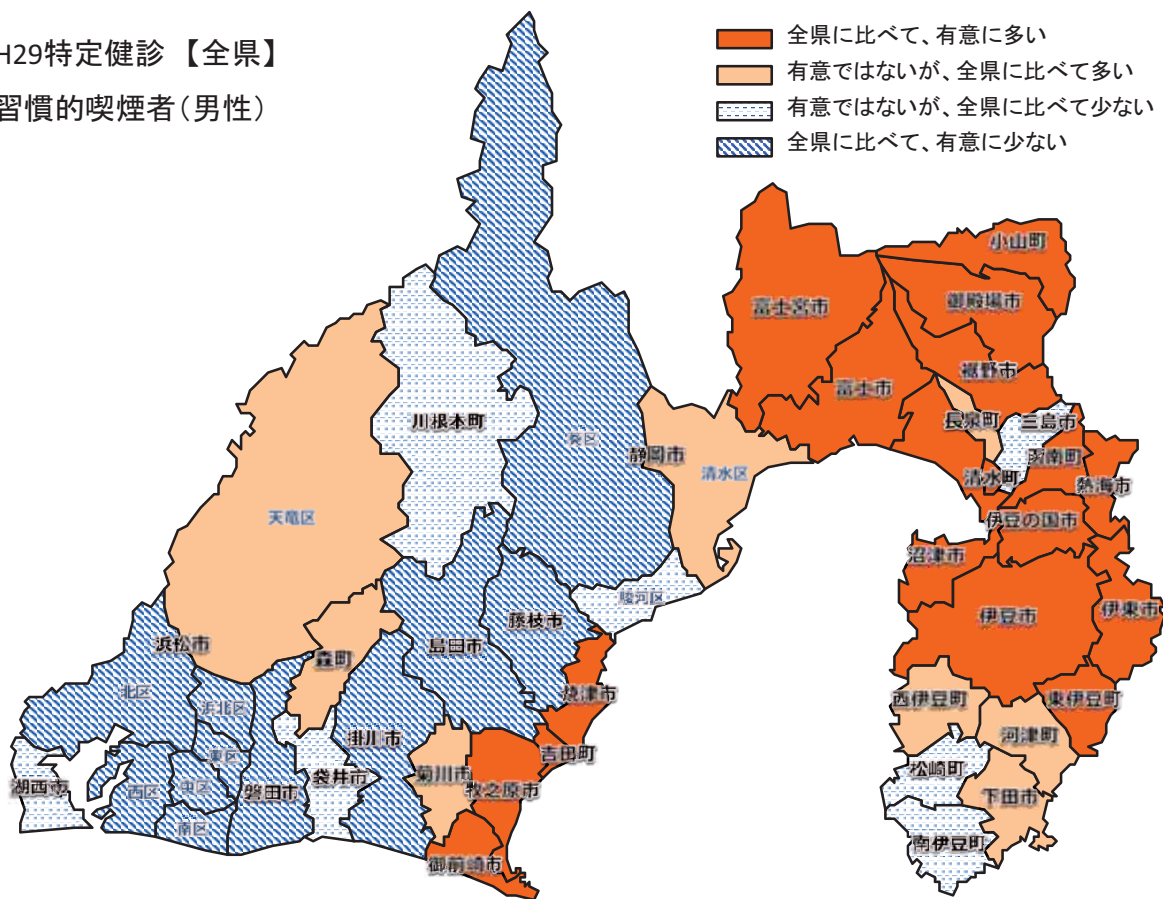 H29特定健診 【全県】
習慣的喫煙者(男性)
全県に比べて、有意に多い
有意ではないが、全県に比べて多い
有意ではないが、全県に比べて少ない
全県に比べて、有意に少ない
小山町
御殿場市
富士宮市
裾野市
富士市
長泉町
三島市
函南町
清水町
熱海市
伊豆の国市
沼津市
伊豆市
伊東市
西伊豆町
東伊豆町
河津町
松崎町
下田市
南伊豆町
川根本町
葵区
静岡市
清水区
天竜区
駿河区
藤枝市
島田市
浜松市
森町
焼津市
北区
浜北区
掛川市
吉田町
東区
菊川市
牧之原市
湖西市
西区
中区
磐田市
袋井市
南区
御前崎市